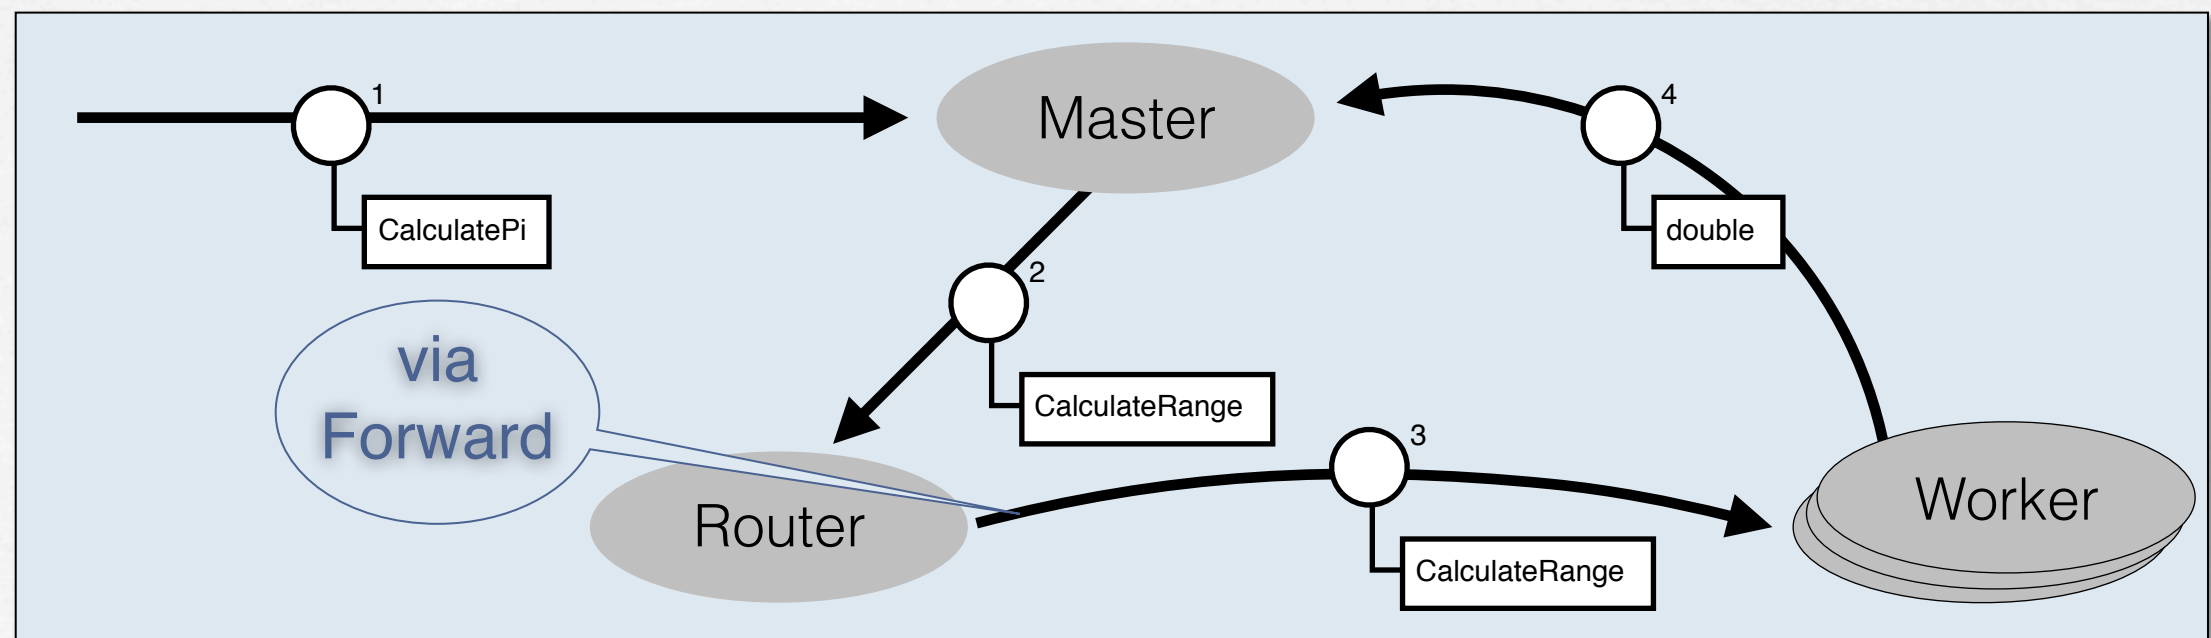 1
Master
4
CalculatePi
double
2
via
Forward
CalculateRange
3
Router
Worker
CalculateRange